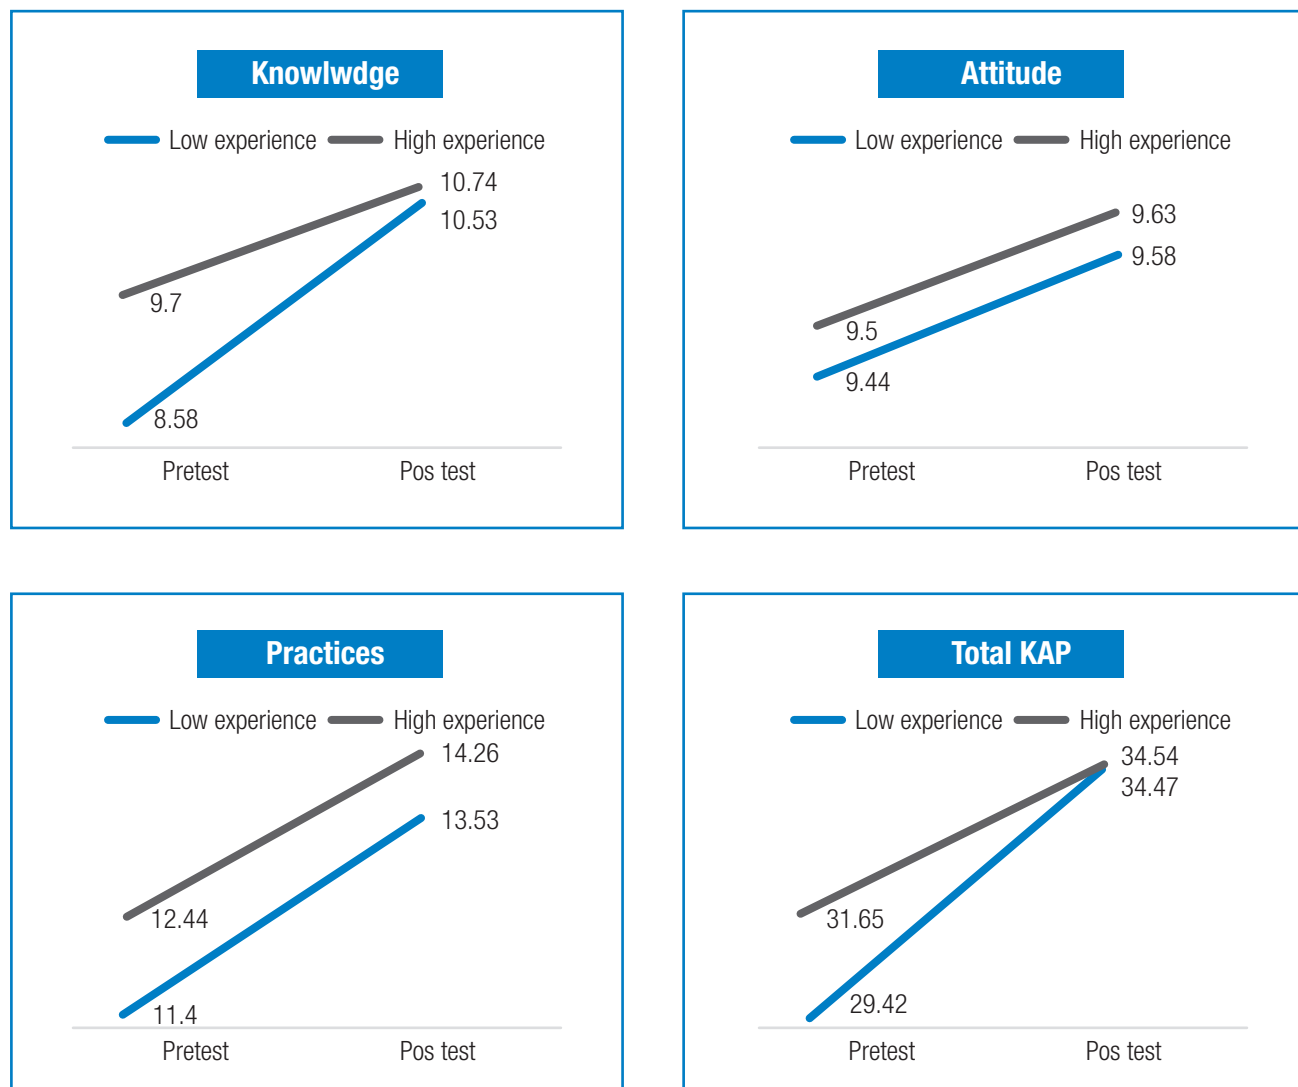 Knowlwdge
Low experience High experience
10.74
10.53
9.7
8.58
Pretest Pos test
Attitude
Low experience High experience
9.63
9.58
9.5
9.44
Pretest Pos test
Practices
Low experience High experience
14.26
13.53
12.44
11.4
Pretest Pos test
Total KAP
Low experience High experience
34.54
34.47
31.65
29.42
Pretest Pos test